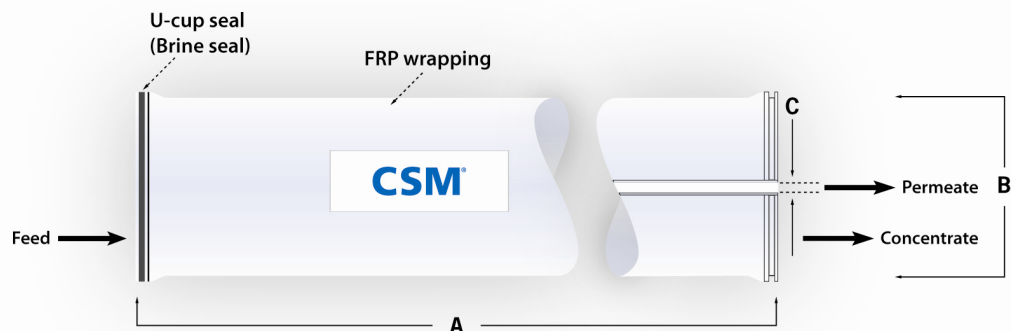 U-cup seal
(Brine seal)
FRP wrapping
C
CSM®
Permeate
B
Feed
Concentrate
A